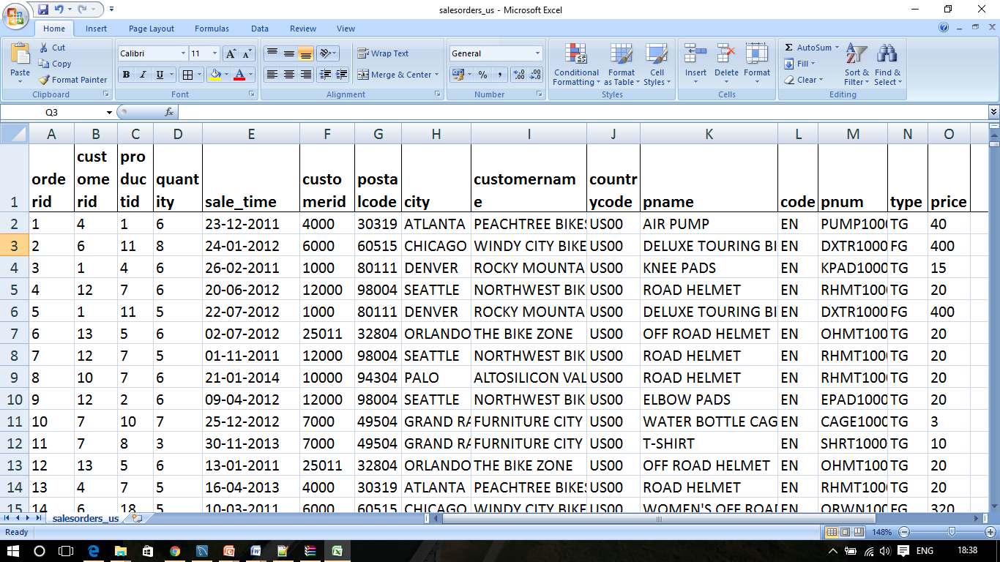 salesorders_us - Microsoft Excel
Home Insert Page Layout Formulas Data Review View
Paste Cut Copy Format Painter Clipboard
Calibri 11 A A B I U A Font
Wrap Text Merge & Center Alignment
General % , Number
Conditional Formatting Format as Table Cell Styles Styles
Insert Delete Format Cells
Σ AutoSum Fill Clear Sort & Filter Find & Select Editing
Q3 fx
A B C D E F G H I J K L M N O
1 orderid customerid productid quantity sale_time customerid postalcode city customername countrycode pname code pnum type price
2 1 4 1 6 23-12-2011 4000 30319 ATLANTA PEACHTREE BIKES US00 AIR PUMP EN PUMP1000 TG 40
3 2 6 11 8 24-01-2012 6000 60515 CHICAGO WINDY CITY BIKE US00 DELUXE TOURING BI EN DXTR1000 FG 400
4 3 1 4 6 26-02-2011 1000 80111 DENVER ROCKY MOUNTA US00 KNEE PADS EN KPAD1000 TG 15
5 4 12 7 6 20-06-2012 12000 98004 SEATTLE NORTHWEST BIK US00 ROAD HELMET EN RHMT100 TG 20
6 5 1 11 5 22-07-2012 1000 80111 DENVER ROCKY MOUNTA US00 DELUXE TOURING BI EN DXTR1000 FG 400
7 6 13 5 6 02-07-2012 25011 32804 ORLANDO THE BIKE ZONE US00 OFF ROAD HELMET EN OHMT100 TG 20
8 7 12 7 5 01-11-2011 12000 98004 SEATTLE NORTHWEST BIK US00 ROAD HELMET EN RHMT100 TG 20
9 8 10 7 6 21-01-2014 10000 94304 PALO ALTOSILICON VAL US00 ROAD HELMET EN RHMT100 TG 20
10 9 12 2 6 09-04-2012 12000 98004 SEATTLE NORTHWEST BIK US00 ELBOW PADS EN EPAD1000 TG 20
11 10 7 10 7 25-12-2012 7000 49504 GRAND RA FURNITURE CITY US00 WATER BOTTLE CAG EN CAGE1000 TG 3
12 11 7 8 3 30-11-2013 7000 49504 GRAND RA FURNITURE CITY US00 T-SHIRT EN SHRT1000 TG 10
13 12 13 5 6 13-01-2011 25011 32804 ORLANDO THE BIKE ZONE US00 OFF ROAD HELMET EN OHMT100 TG 20
14 13 4 7 5 16-04-2013 4000 30319 ATLANTA PEACHTREE BIKES US00 ROAD HELMET EN RHMT100 TG 20
15 14 6 18 5 10-03-2011 6000 60515 CHICAGO WINDY CITY BIKE US00 WOMEN'S OFF ROAD EN ORWN100 FG 320
salesorders_us
Ready 148%
ENG 18:38